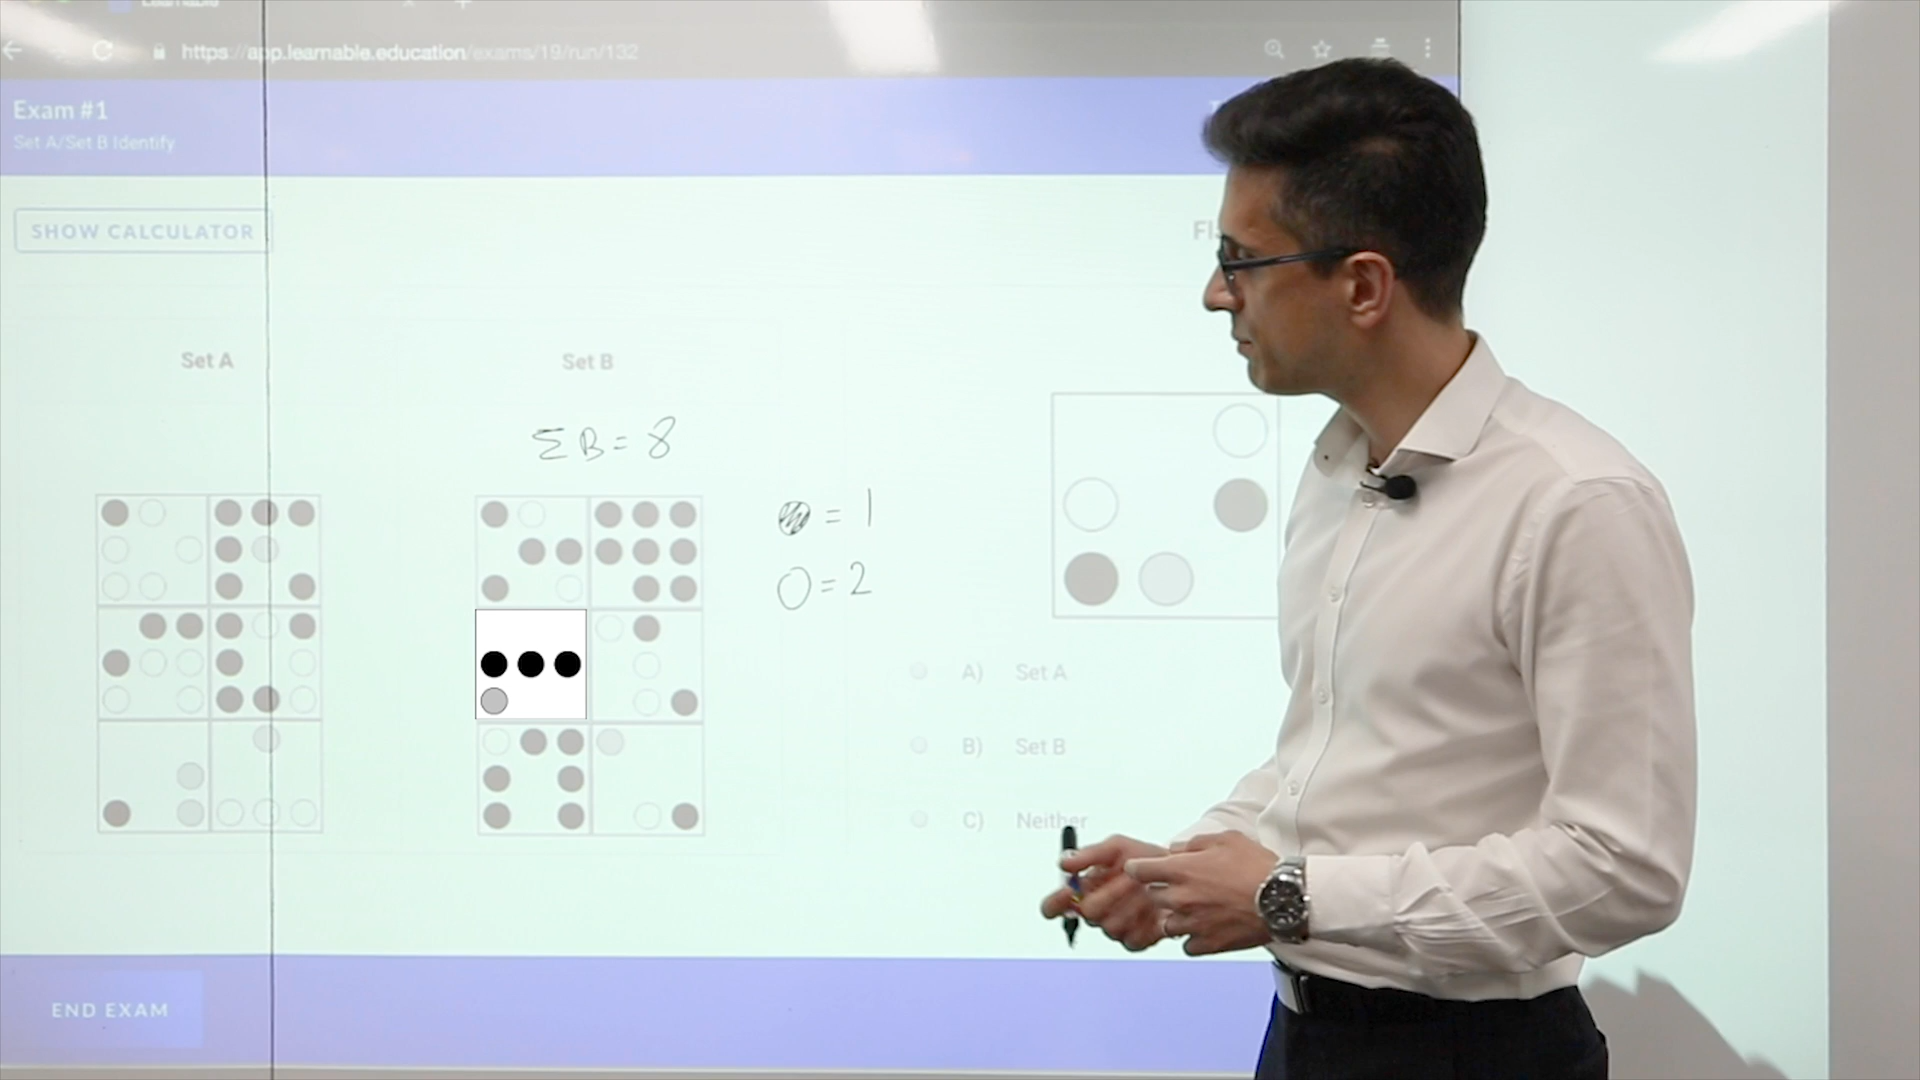 https://app.learnable.education/exams/19/run/132
Exam #1
Set A/Set B Identify
SHOW CALCULATOR
Set A
Set B
Σ B = 8
= 1
O = 2
A) Set A
B) Set B
C) Neither
END EXAM